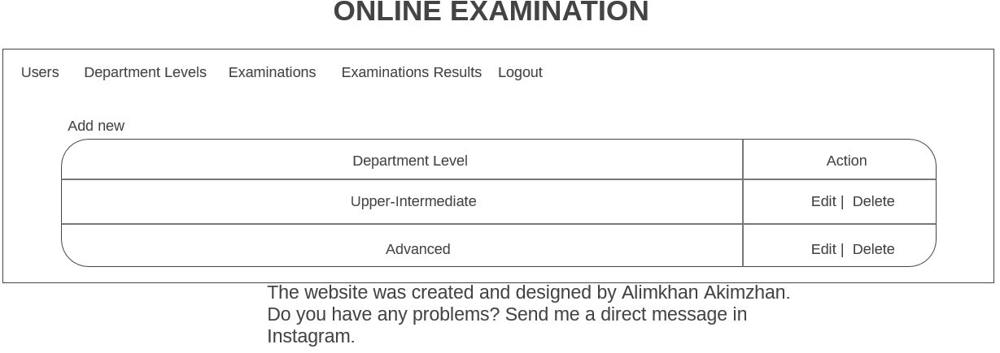 ONLINE EXAMINATION
Users Department Levels Examinations Examinations Results Logout
Add new
Department Level Action
Upper-Intermediate Edit | Delete
Advanced Edit | Delete
The website was created and designed by Alimkhan Akimzhan.
Do you have any problems? Send me a direct message in
Instagram.